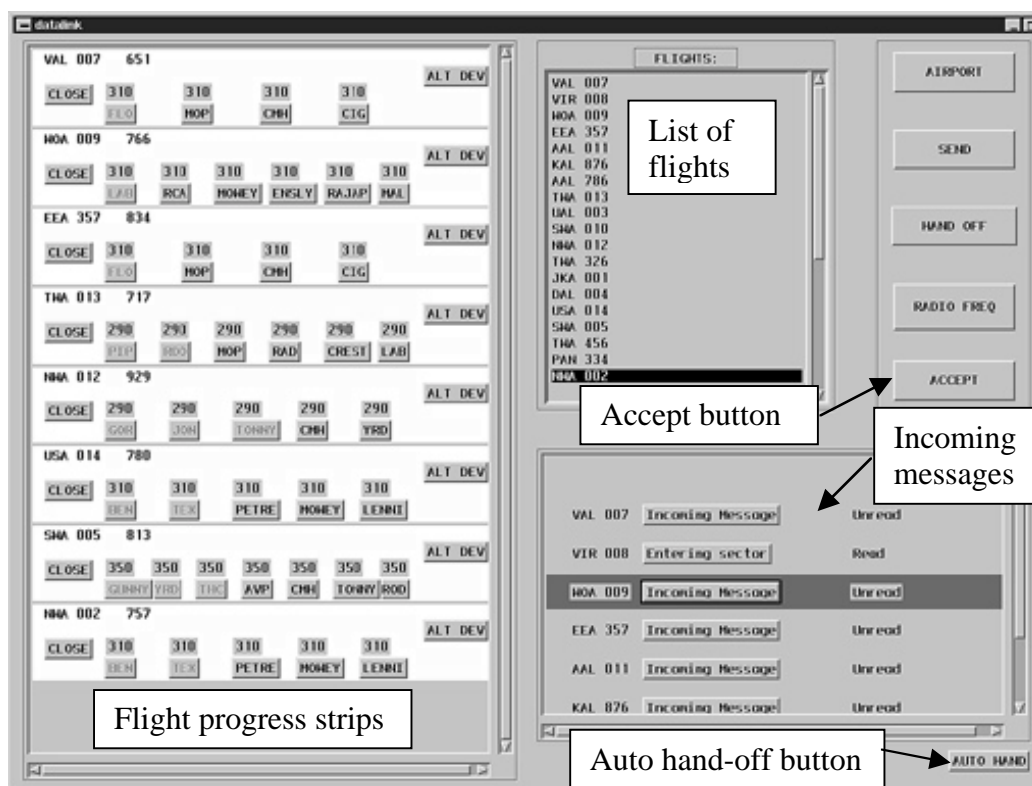 datalink
VAL 007 651
ALT DEV
CLOSE 310 310 310 310
FLO MOP CMH CIG
WOA 009 766
ALT DEV
CLOSE 310 310 310 310 310 310
LAB RCA MONEY ENSLY RAJAP MAL
EEA 357 834
ALT DEV
CLOSE 310 310 310 310
FLO MOP CMH CIG
TWA 013 717
ALT DEV
CLOSE 290 290 290 290 290 290
PIP ROD MOP RAD CREST LAB
NWA 012 929
ALT DEV
CLOSE 290 290 290 290 290
GOR JON TONNY CMH YRD
USA 014 780
ALT DEV
CLOSE 310 310 310 310 310
BEN TEX PETRE MONEY LENNI
SWA 005 813
ALT DEV
CLOSE 350 350 350 350 350 350 350
GUNNY YRD THC AVP CMH TONNY ROD
NWA 002 757
ALT DEV
CLOSE 310 310 310 310 310
BEN TEX PETRE MONEY LENNI
Flight progress strips
FLIGHTS:
VAL 007
VIR 008
WOA 009
EEA 357
AAL 011
KAL 876
AAL 786
TWA 013
UAL 003
SWA 010
NWA 012
TWA 326
JKA 001
DAL 004
USA 014
SWA 005
TWA 456
PAN 334
NWA 002
List of
flights
AIRPORT
SEND
HAND OFF
RADIO FREQ
ACCEPT
Accept button
Incoming
messages
VAL 007 Incoming Message Unread
VIR 008 Entering sector Read
WOA 009 Incoming Message Unread
EEA 357 Incoming Message Unread
AAL 011 Incoming Message Unread
KAL 876 Incoming Message Unread
Auto hand-off button
AUTO HAND